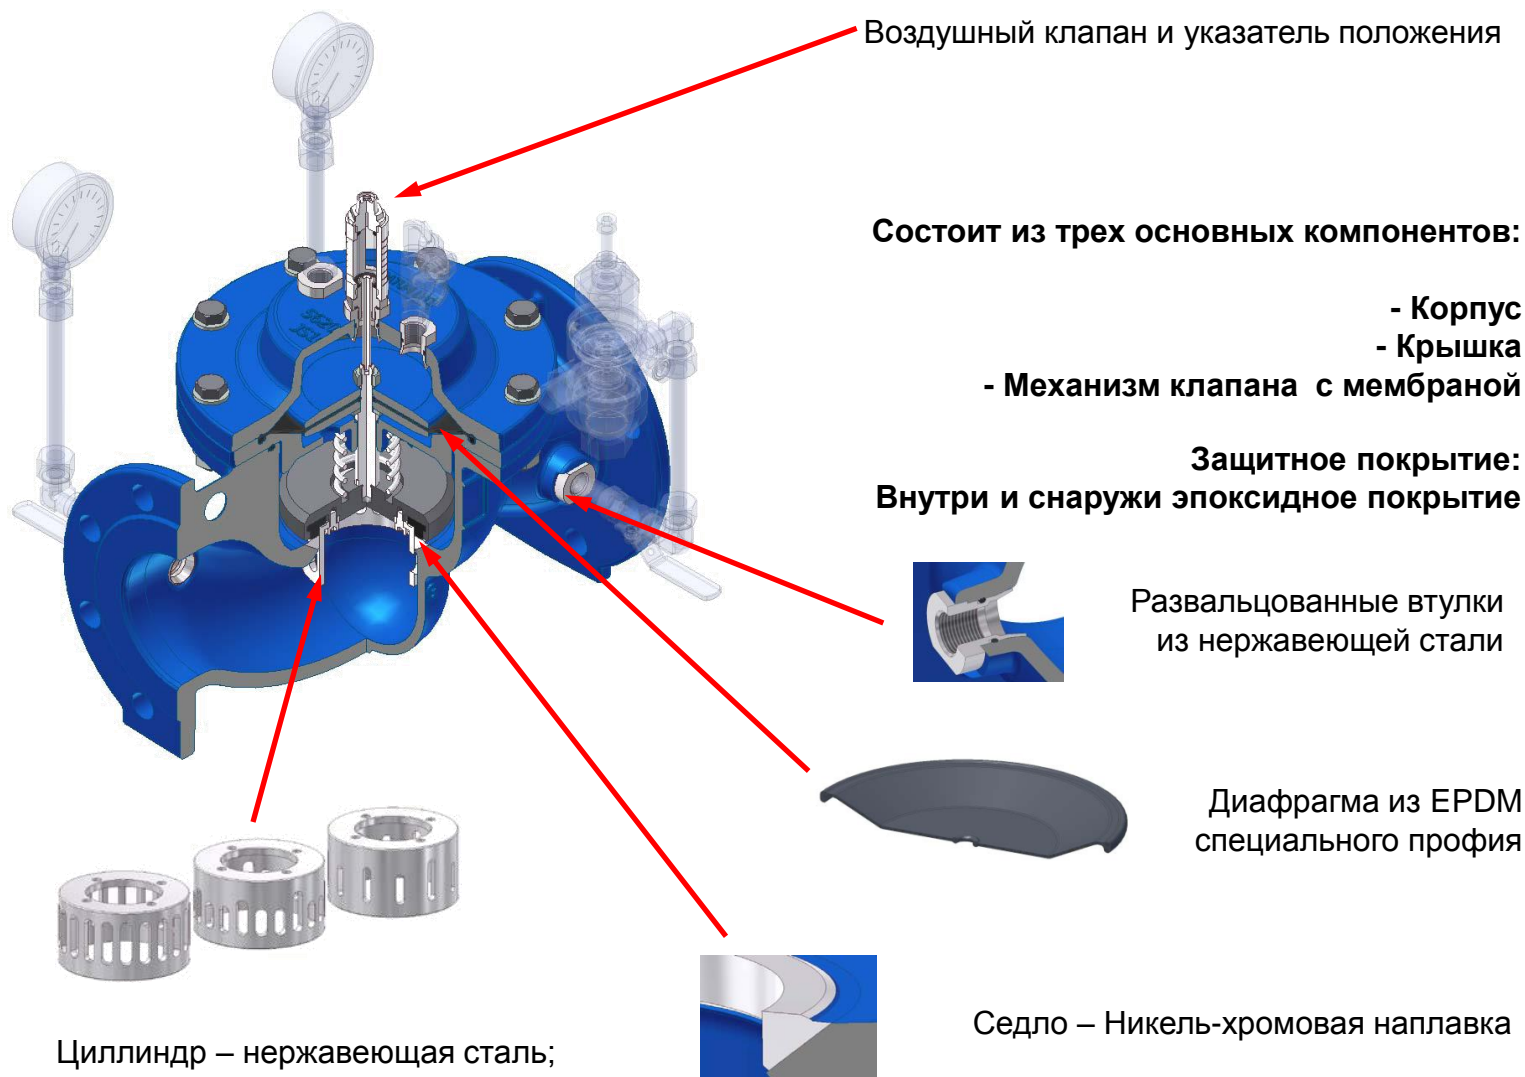 Воздушный клапан и указатель положения
Состоит из трех основных компонентов:
- Корпус
- Крышка
- Механизм клапана с мембраной
Защитное покрытие:
Внутри и снаружи эпоксидное покрытие
Развальцованные втулки
из нержавеющей стали
Диафрагма из EPDM
специального профия
Седло – Никель-хромовая наплавка
Циллиндр – нержавеющая сталь;